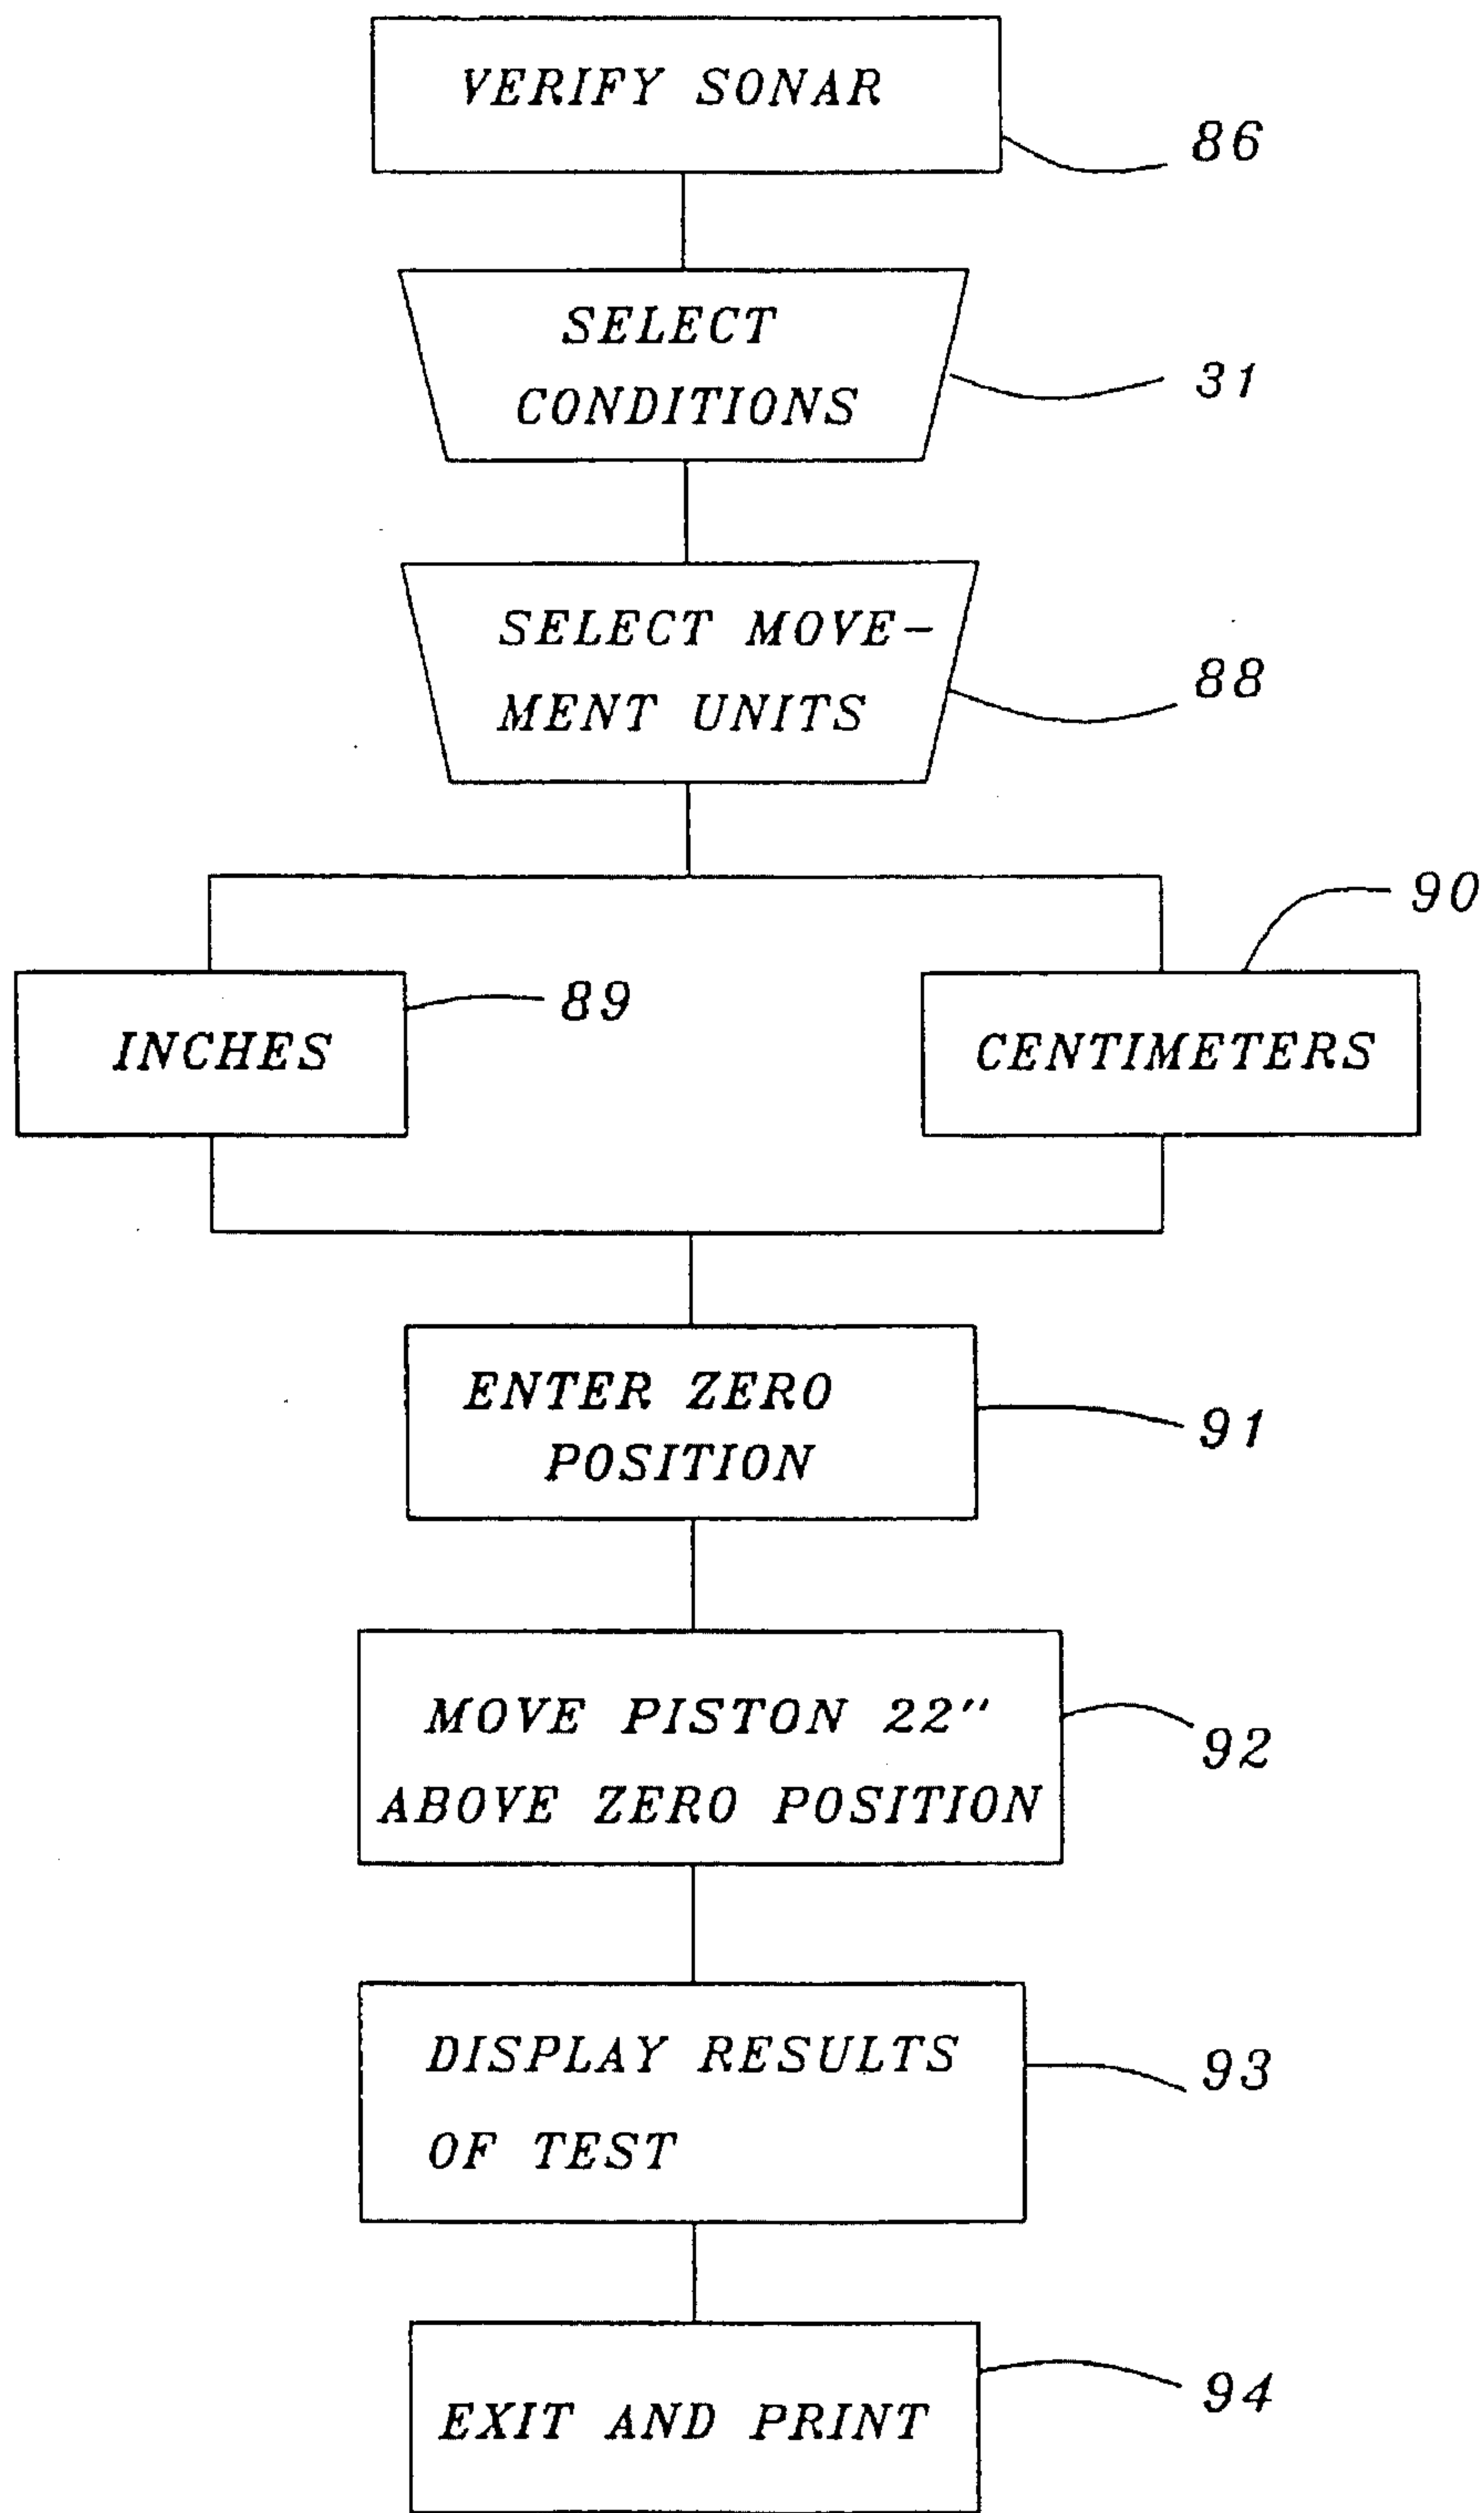 VERIFY SONAR
86
SELECT
CONDITIONS
31
SELECT MOVE-
MENT UNITS
88
90
INCHES
89
CENTIMETERS
ENTER ZERO
POSITION
91
MOVE PISTON 22"
ABOVE ZERO POSITION
92
DISPLAY RESULTS
OF TEST
93
EXIT AND PRINT
94